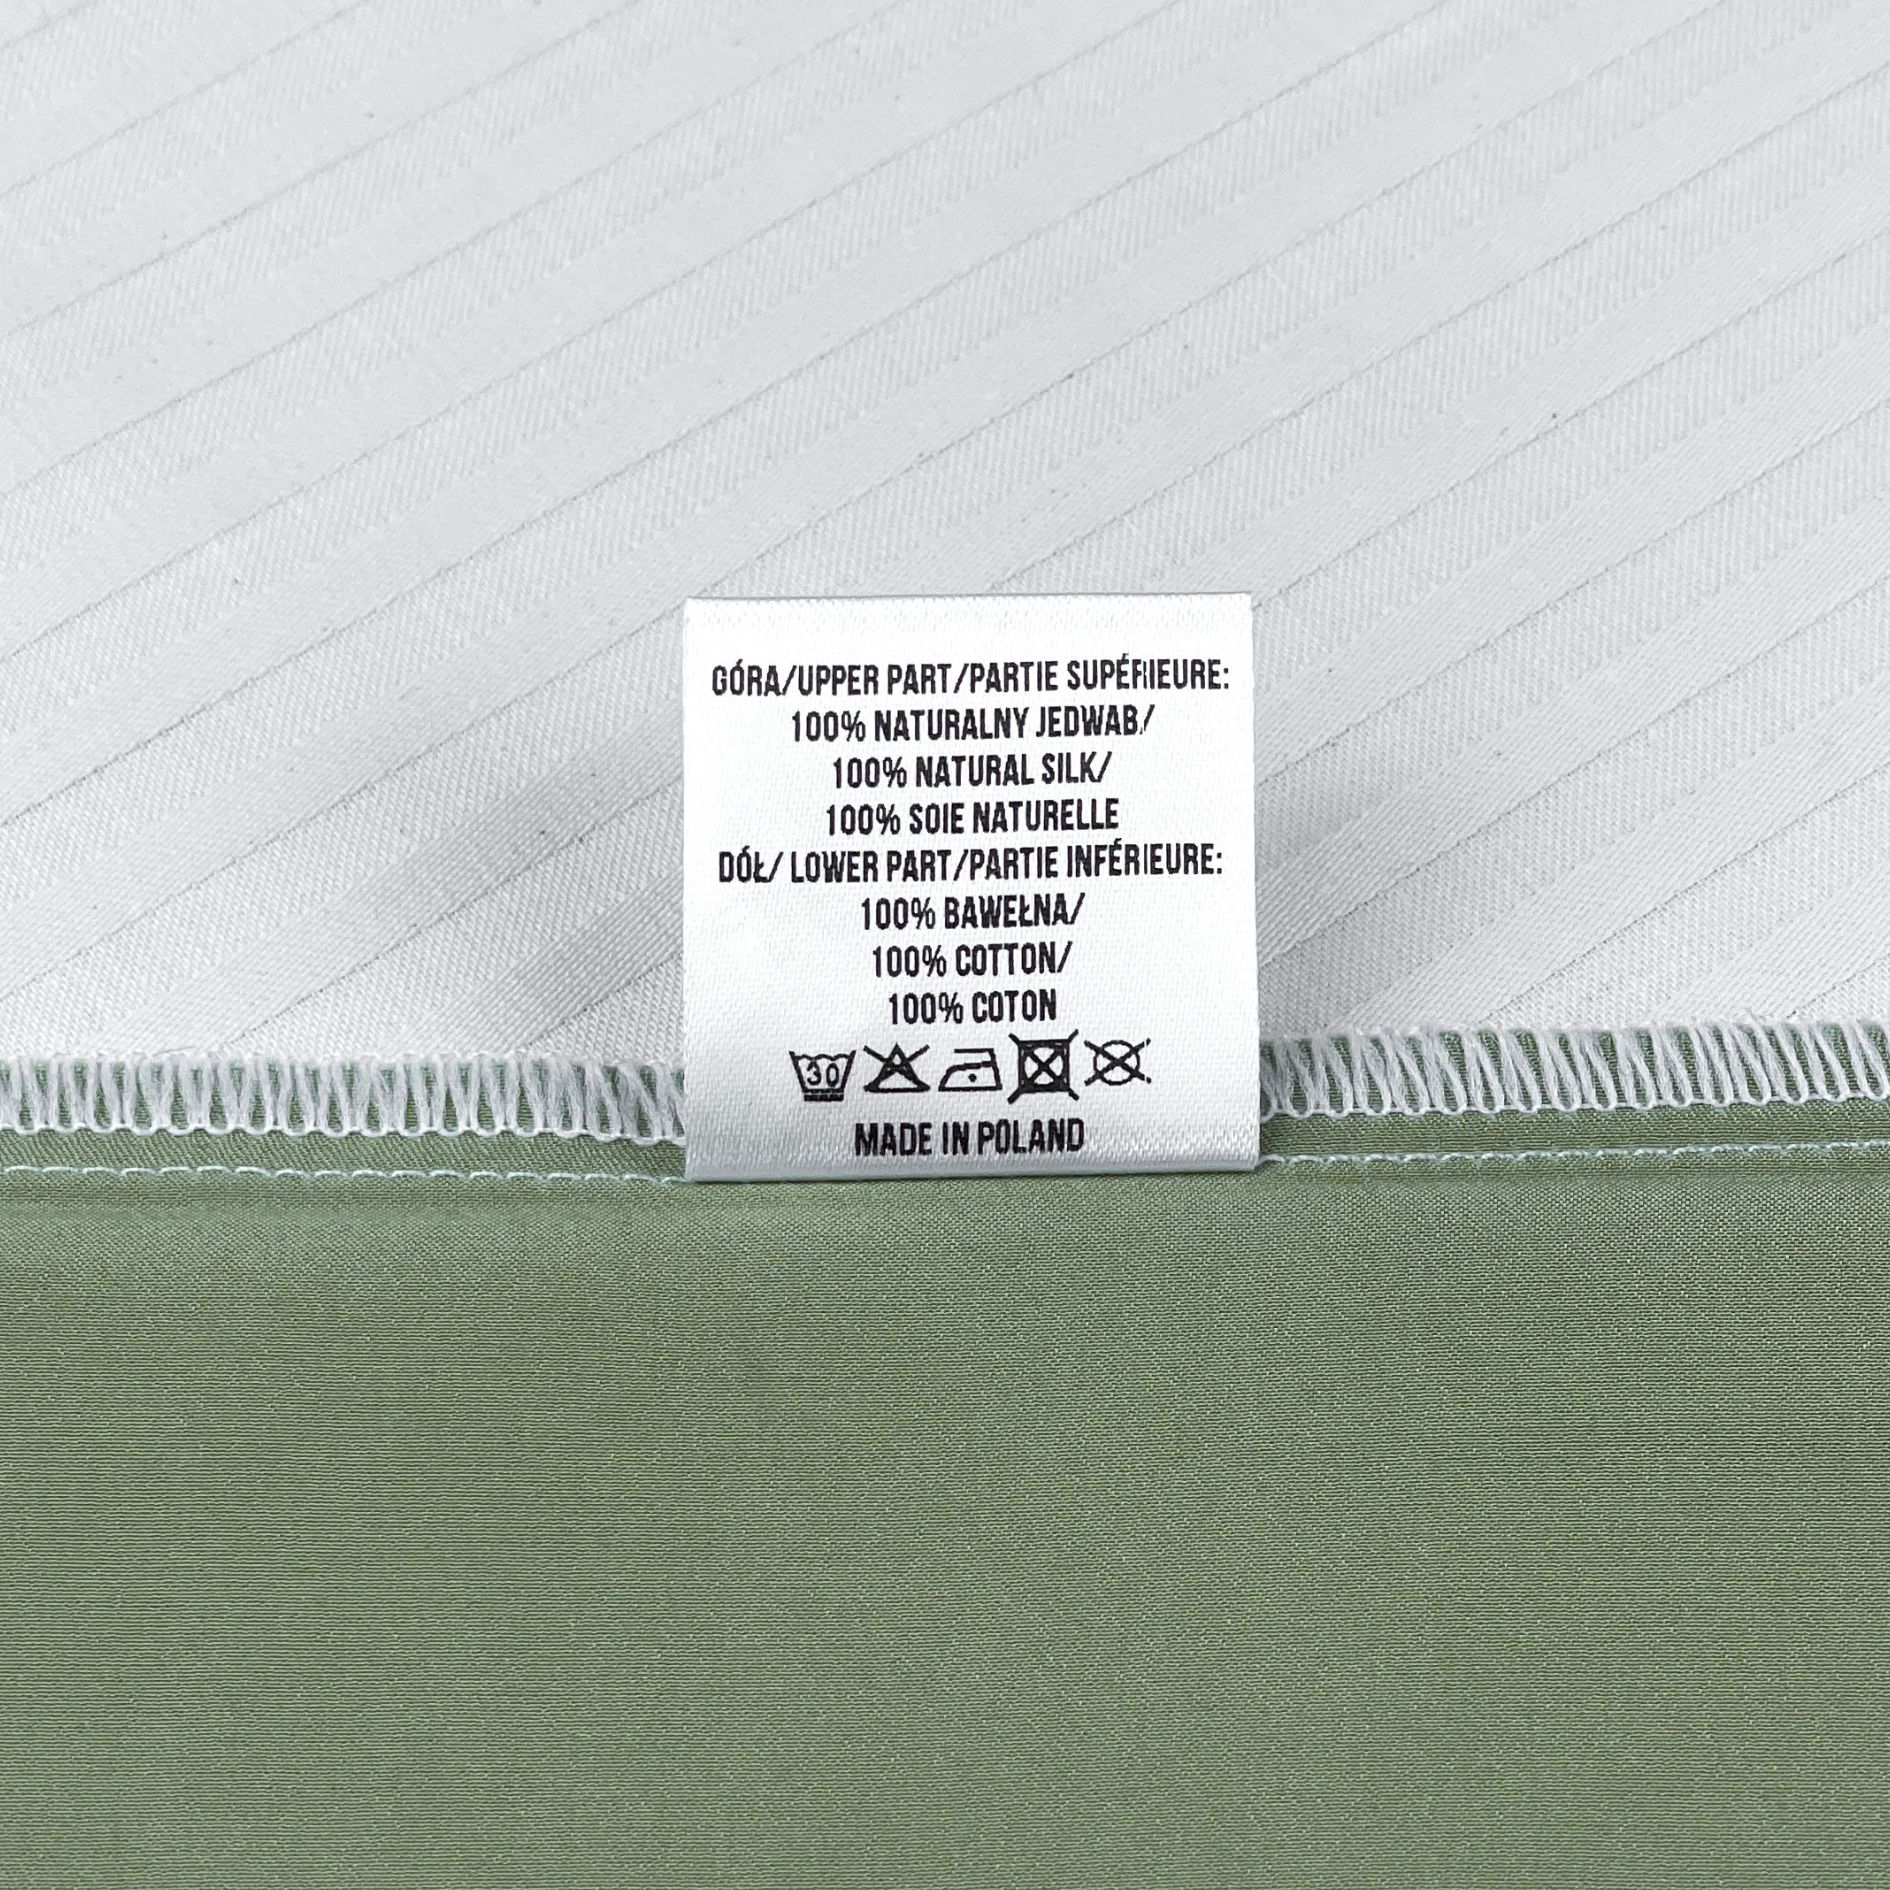 GÓRA/UPPER PART/PARTIE SUPÉRIEURE:
100% NATURALNY JEDWAB/
100% NATURAL SILK/
100% SOIE NATURELLE
DÓŁ/ LOWER PART/PARTIE INFÉRIEURE:
100% BAWEŁNA/
100% COTTON/
100% COTON
30
MADE IN POLAND